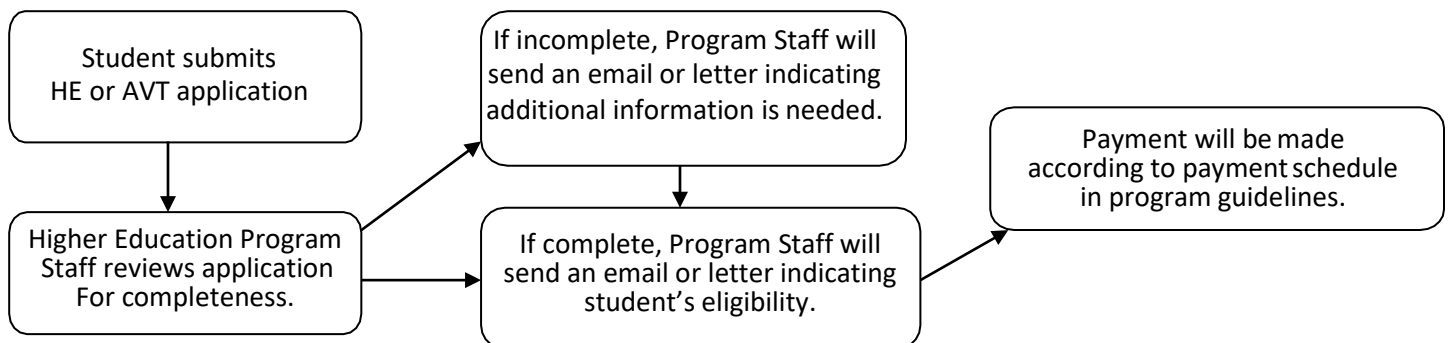 Student submits
HE or AVT application
Higher Education Program
Staff reviews application
For completeness.
If incomplete, Program Staff will
send an email or letter indicating
additional information is needed.
If complete, Program Staff will
send an email or letter indicating
student’s eligibility.
Payment will be made
according to payment schedule
in program guidelines.